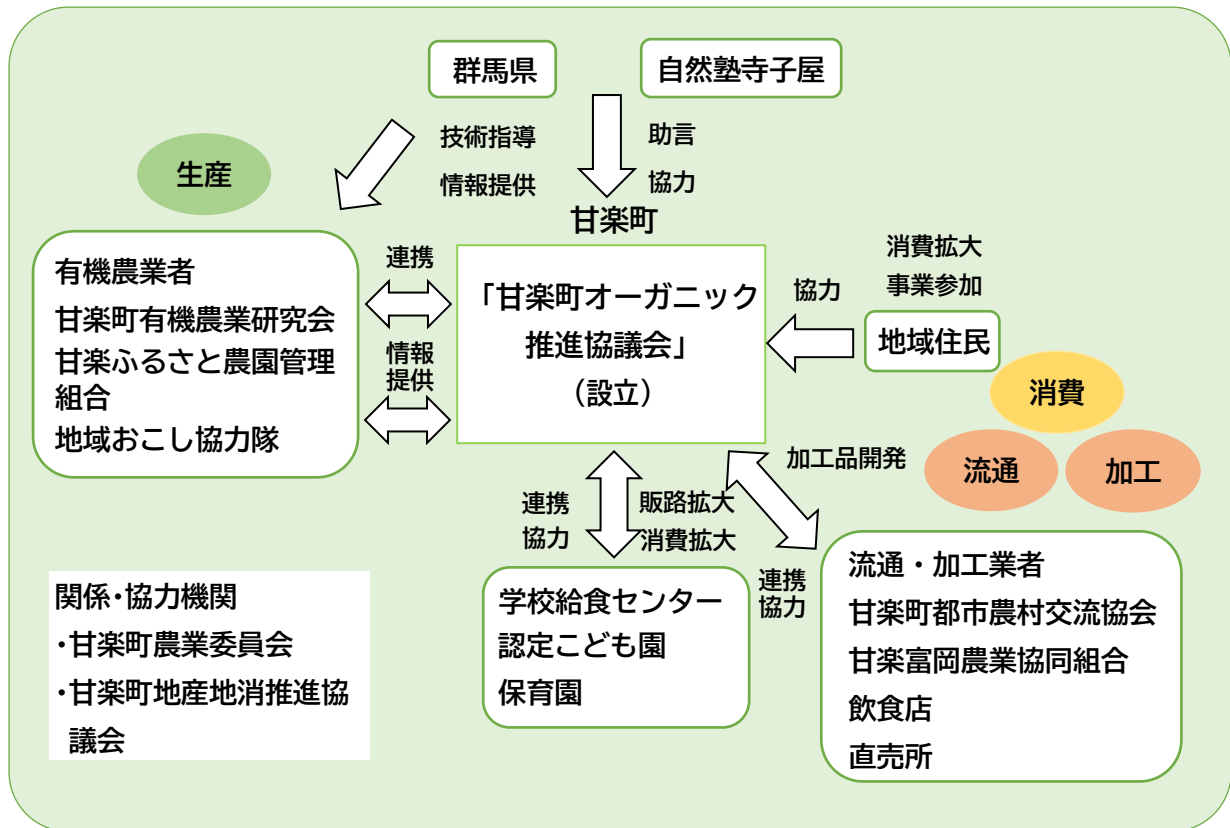 群馬県
自然塾寺子屋
技術指導
情報提供
助言
協力
生産
甘楽町
有機農業者
甘楽町有機農業研究会
甘楽ふるさと農園管理
組合
地域おこし協力隊
連携
情報
提供
「甘楽町オーガニック
推進協議会」
（設立）
消費拡大
事業参加
協力
地域住民
消費
流通
加工
加工品開発
連携
協力
販路拡大
消費拡大
連携
協力
学校給食センター
認定こども園
保育園
流通・加工業者
甘楽町都市農村交流協会
甘楽富岡農業協同組合
飲食店
直売所
関係・協力機関
・甘楽町農業委員会
・甘楽町地産地消推進協
議会